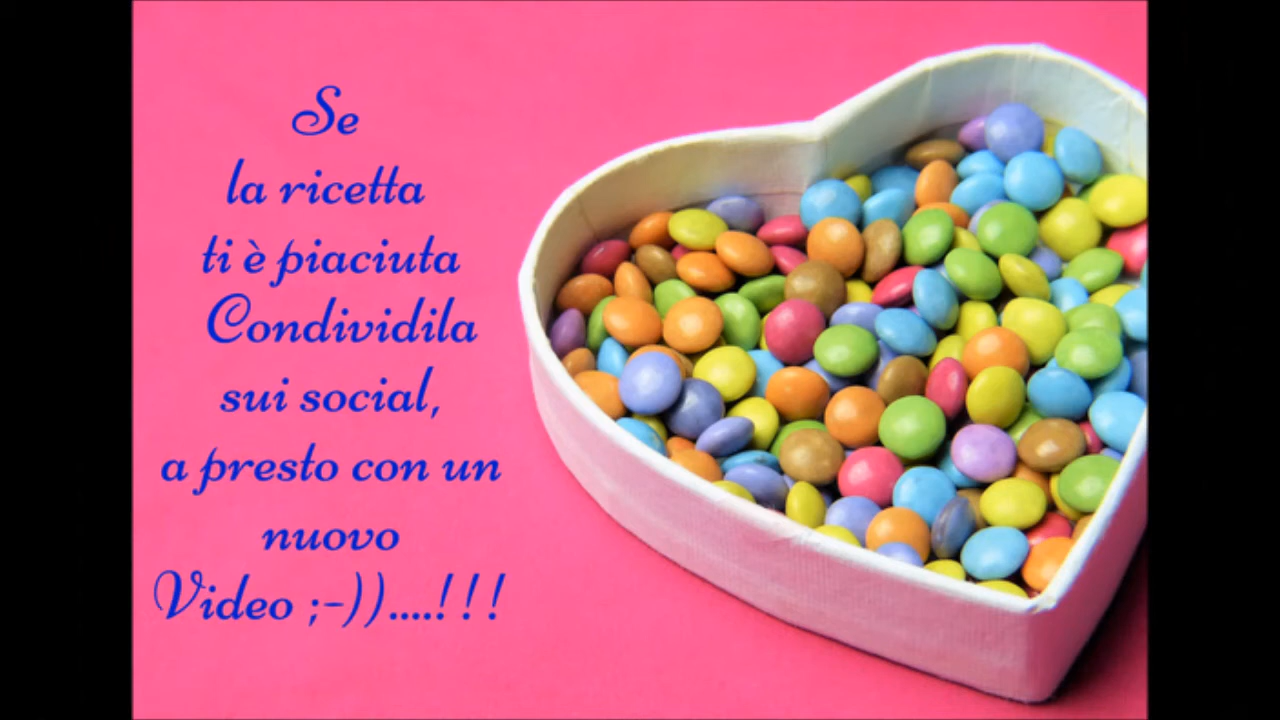 Se
la ricetta
ti è piaciuta
Condividila
sui social,
a presto con un
nuovo
Video ;-))....!!!